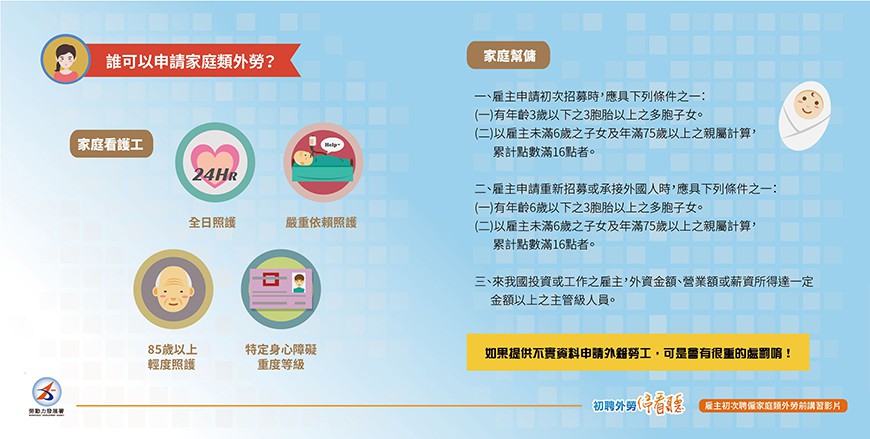 誰可以申請家庭類外勞?
家庭看護工
24HR
全日照護
Help~
嚴重依賴照護
85歲以上
輕度照護
特定身心障礙
重度等級
家庭幫傭
一、雇主申請初次招募時,應具下列條件之一:
(一)有年齡3歲以下之3胞胎以上之多胞子女。
(二)以雇主未滿6歲之子女及年滿75歲以上之親屬計算,
累計點數滿16點者。
二、雇主申請重新招募或承接外國人時,應具下列條件之一:
(一)有年齡6歲以下之3胞胎以上之多胞子女。
(二)以雇主未滿6歲之子女及年滿75歲以上之親屬計算,
累計點數滿16點者。
三、來我國投資或工作之雇主,外資金額、營業額或薪資所得達一定
金額以上之主管級人員。
如果提供不實資料申請外籍勞工,可是會有很重的處罰唷!
勞動力發展署
初聘外勞停看聽
雇主初次聘僱家庭類外勞前講習影片